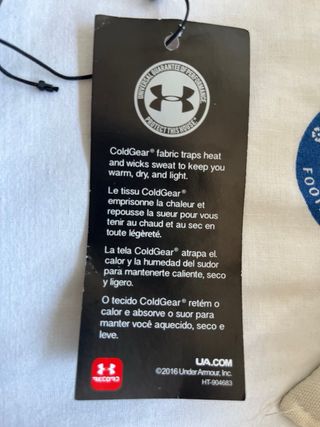 UNIVERSAL GUARANTEE OF PERFORMANCE
PROTECT THIS HOUSE
ColdGear® fabric traps heat
and wicks sweat to keep you
warm, dry, and light.
Le tissu ColdGear®
emprisonne la chaleur et
repousse la sueur pour vous
tenir au chaud et au sec en
toute légèreté.
La tela ColdGear® atrapa el
calor y la humedad del sudor
para mantenerte caliente, seco
y ligero.
O tecido ColdGear® retém o
calor e absorve o suor para
manter você aquecido, seco e
leve.
UA.COM
©2016 Under Armour, Inc.
HT-904683
FOOT